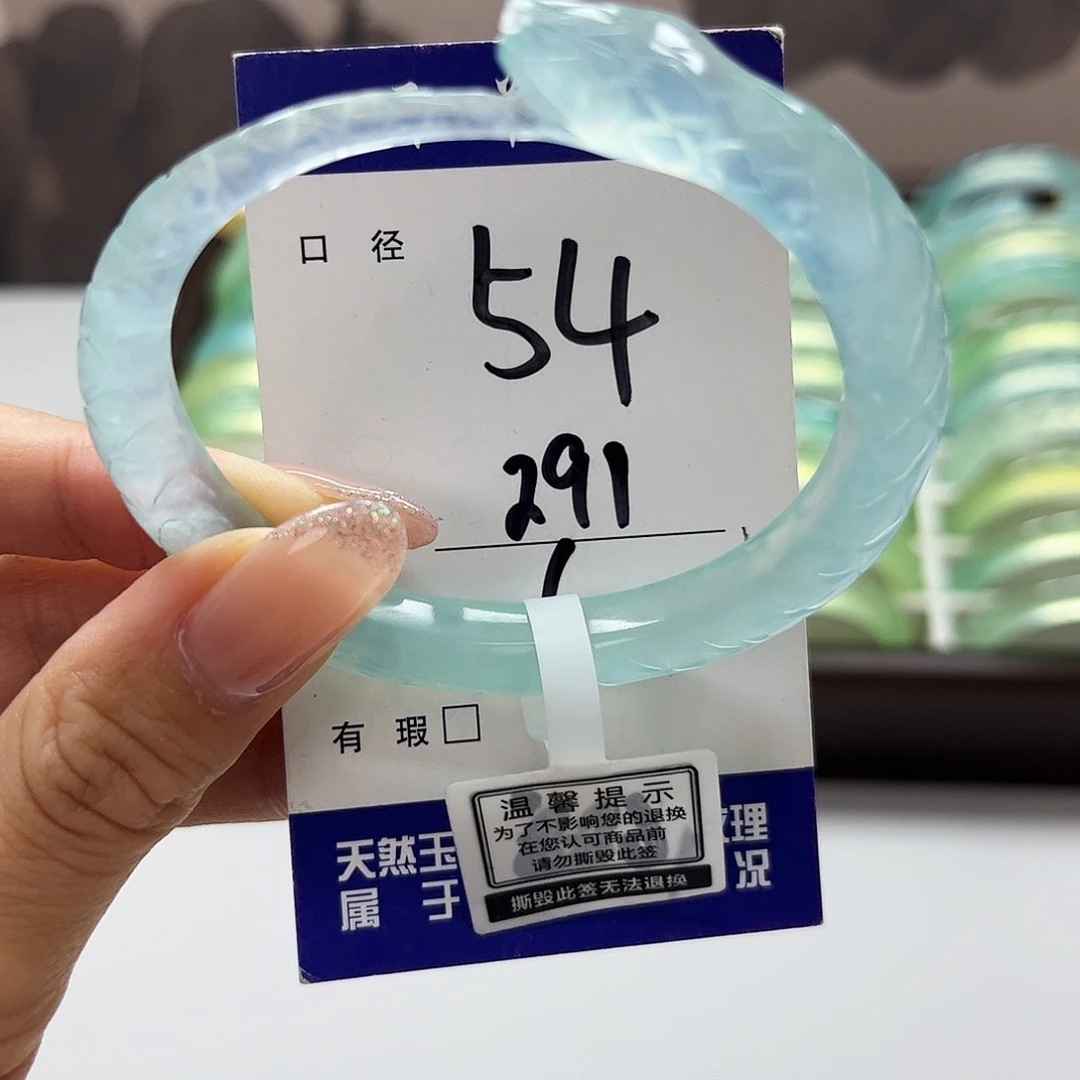 口径
54
291
有瑕□
温馨提示
为了不影响您的退换
在您认可商品前
请勿撕毁此签
撕毁此签无法退换
天然玉
理
属于
况